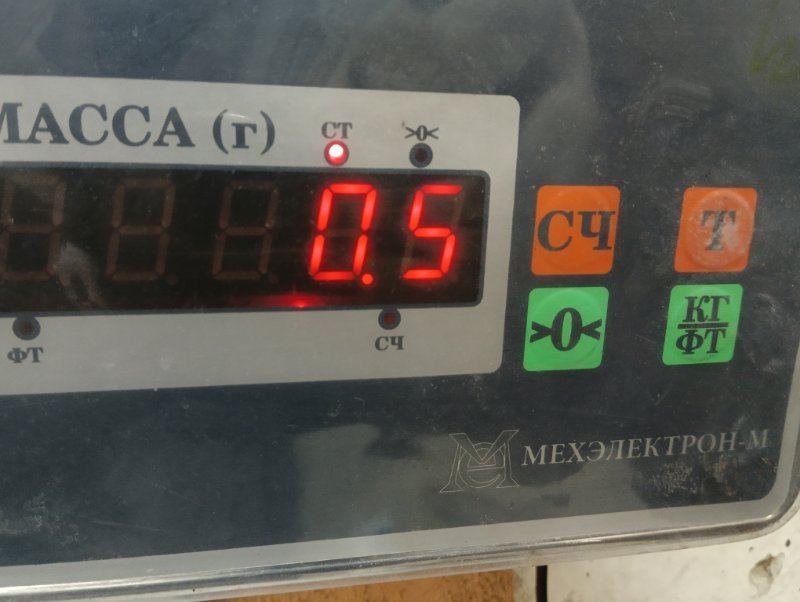 МАССА (г)
СТ >0<
0.5
ФТ СЧ
СЧ Т
>0< КГ
ФТ
МЕХЭЛЕКТРОН-М